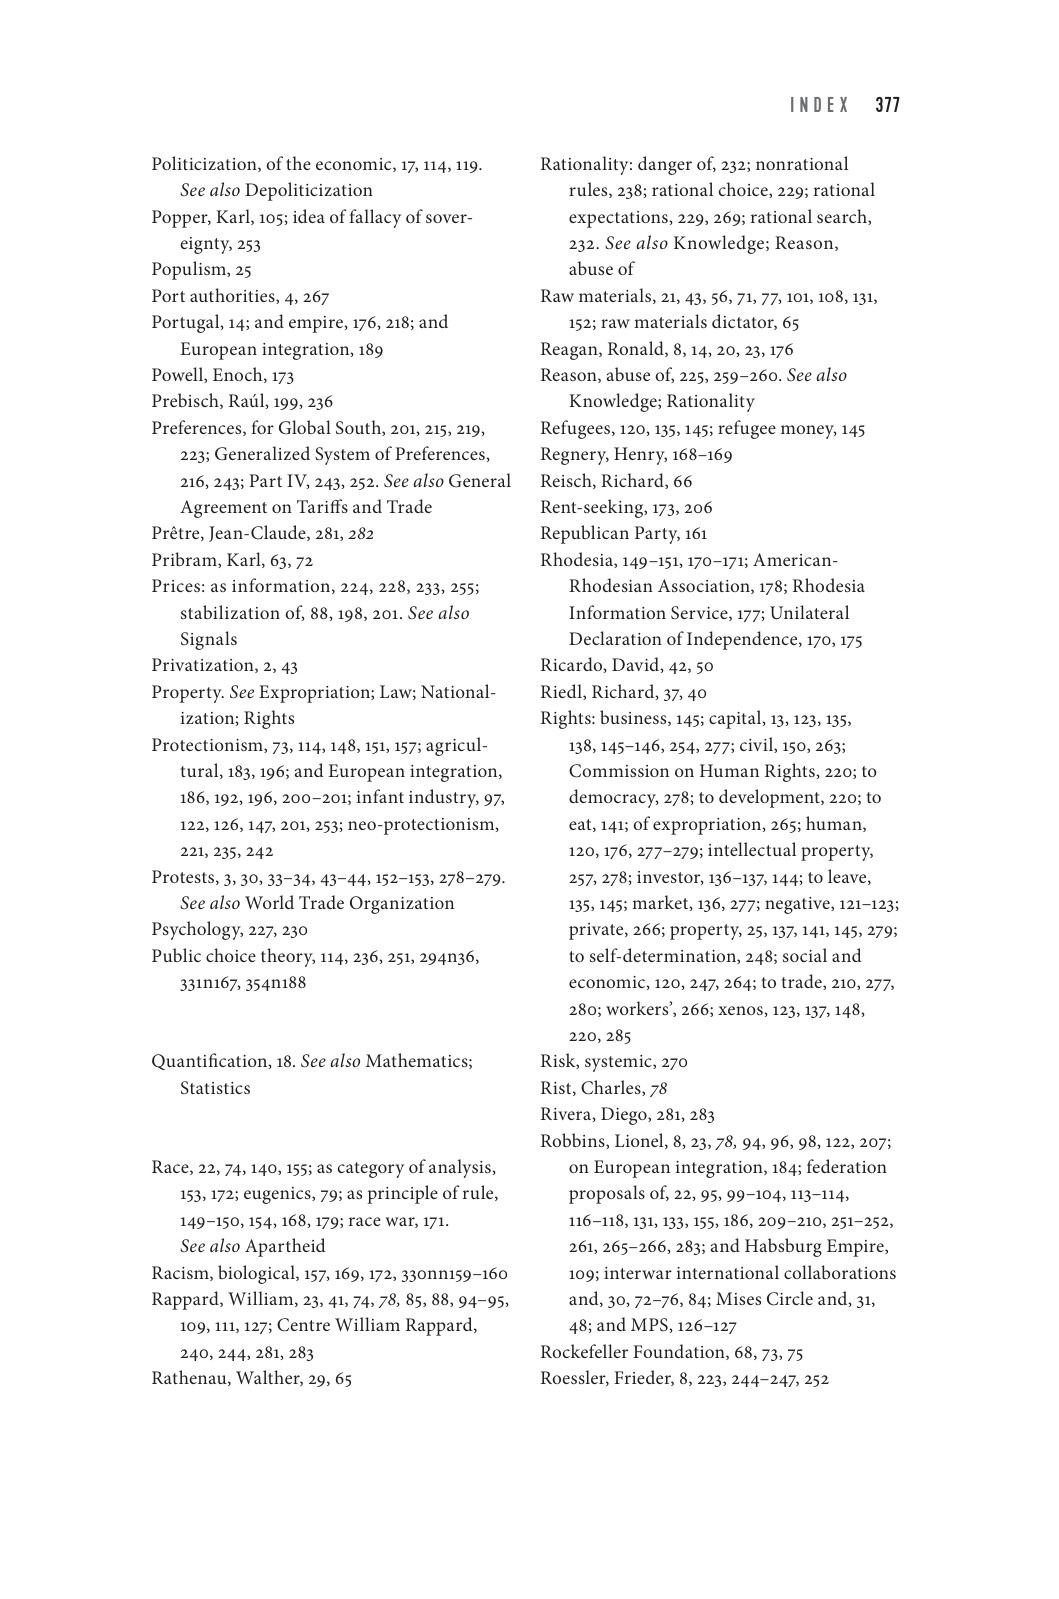 INDEX 377
Politicization, of the economic, 17, 114, 119.
See also Depoliticization
Popper, Karl, 105; idea of fallacy of sover-
eignty, 253
Populism, 25
Port authorities, 4, 267
Portugal, 14; and empire, 176, 218; and
European integration, 189
Powell, Enoch, 173
Prebisch, Raúl, 199, 236
Preferences, for Global South, 201, 215, 219,
223; Generalized System of Preferences,
216, 243; Part IV, 243, 252. See also General
Agreement on Tariffs and Trade
Prêtre, Jean-Claude, 281, 282
Pribram, Karl, 63, 72
Prices: as information, 224, 228, 233, 255;
stabilization of, 88, 198, 201. See also
Signals
Privatization, 2, 43
Property. See Expropriation; Law; National-
ization; Rights
Protectionism, 73, 114, 148, 151, 157; agricul-
tural, 183, 196; and European integration,
186, 192, 196, 200–201; infant industry, 97,
122, 126, 147, 201, 253; neo-protectionism,
221, 235, 242
Protests, 3, 30, 33–34, 43–44, 152–153, 278–279.
See also World Trade Organization
Psychology, 227, 230
Public choice theory, 114, 236, 251, 294n36,
331n167, 354n188
Quantification, 18. See also Mathematics;
Statistics
Race, 22, 74, 140, 155; as category of analysis,
153, 172; eugenics, 79; as principle of rule,
149–150, 154, 168, 179; race war, 171.
See also Apartheid
Racism, biological, 157, 169, 172, 330nn159–160
Rappard, William, 23, 41, 74, 78, 85, 88, 94–95,
109, 111, 127; Centre William Rappard,
240, 244, 281, 283
Rathenau, Walther, 29, 65
Rationality: danger of, 232; nonrational
rules, 238; rational choice, 229; rational
expectations, 229, 269; rational search,
232. See also Knowledge; Reason,
abuse of
Raw materials, 21, 43, 56, 71, 77, 101, 108, 131,
152; raw materials dictator, 65
Reagan, Ronald, 8, 14, 20, 23, 176
Reason, abuse of, 225, 259–260. See also
Knowledge; Rationality
Refugees, 120, 135, 145; refugee money, 145
Regnery, Henry, 168–169
Reisch, Richard, 66
Rent-seeking, 173, 206
Republican Party, 161
Rhodesia, 149–151, 170–171; American-
Rhodesian Association, 178; Rhodesia
Information Service, 177; Unilateral
Declaration of Independence, 170, 175
Ricardo, David, 42, 50
Riedl, Richard, 37, 40
Rights: business, 145; capital, 13, 123, 135,
138, 145–146, 254, 277; civil, 150, 263;
Commission on Human Rights, 220; to
democracy, 278; to development, 220; to
eat, 141; of expropriation, 265; human,
120, 176, 277–279; intellectual property,
257, 278; investor, 136–137, 144; to leave,
135, 145; market, 136, 277; negative, 121–123;
private, 266; property, 25, 137, 141, 145, 279;
to self-determination, 248; social and
economic, 120, 247, 264; to trade, 210, 277,
280; workers’, 266; xenos, 123, 137, 148,
220, 285
Risk, systemic, 270
Rist, Charles, 78
Rivera, Diego, 281, 283
Robbins, Lionel, 8, 23, 78, 94, 96, 98, 122, 207;
on European integration, 184; federation
proposals of, 22, 95, 99–104, 113–114,
116–118, 131, 133, 155, 186, 209–210, 251–252,
261, 265–266, 283; and Habsburg Empire,
109; interwar international collaborations
and, 30, 72–76, 84; Mises Circle and, 31,
48; and MPS, 126–127
Rockefeller Foundation, 68, 73, 75
Roessler, Frieder, 8, 223, 244–247, 252